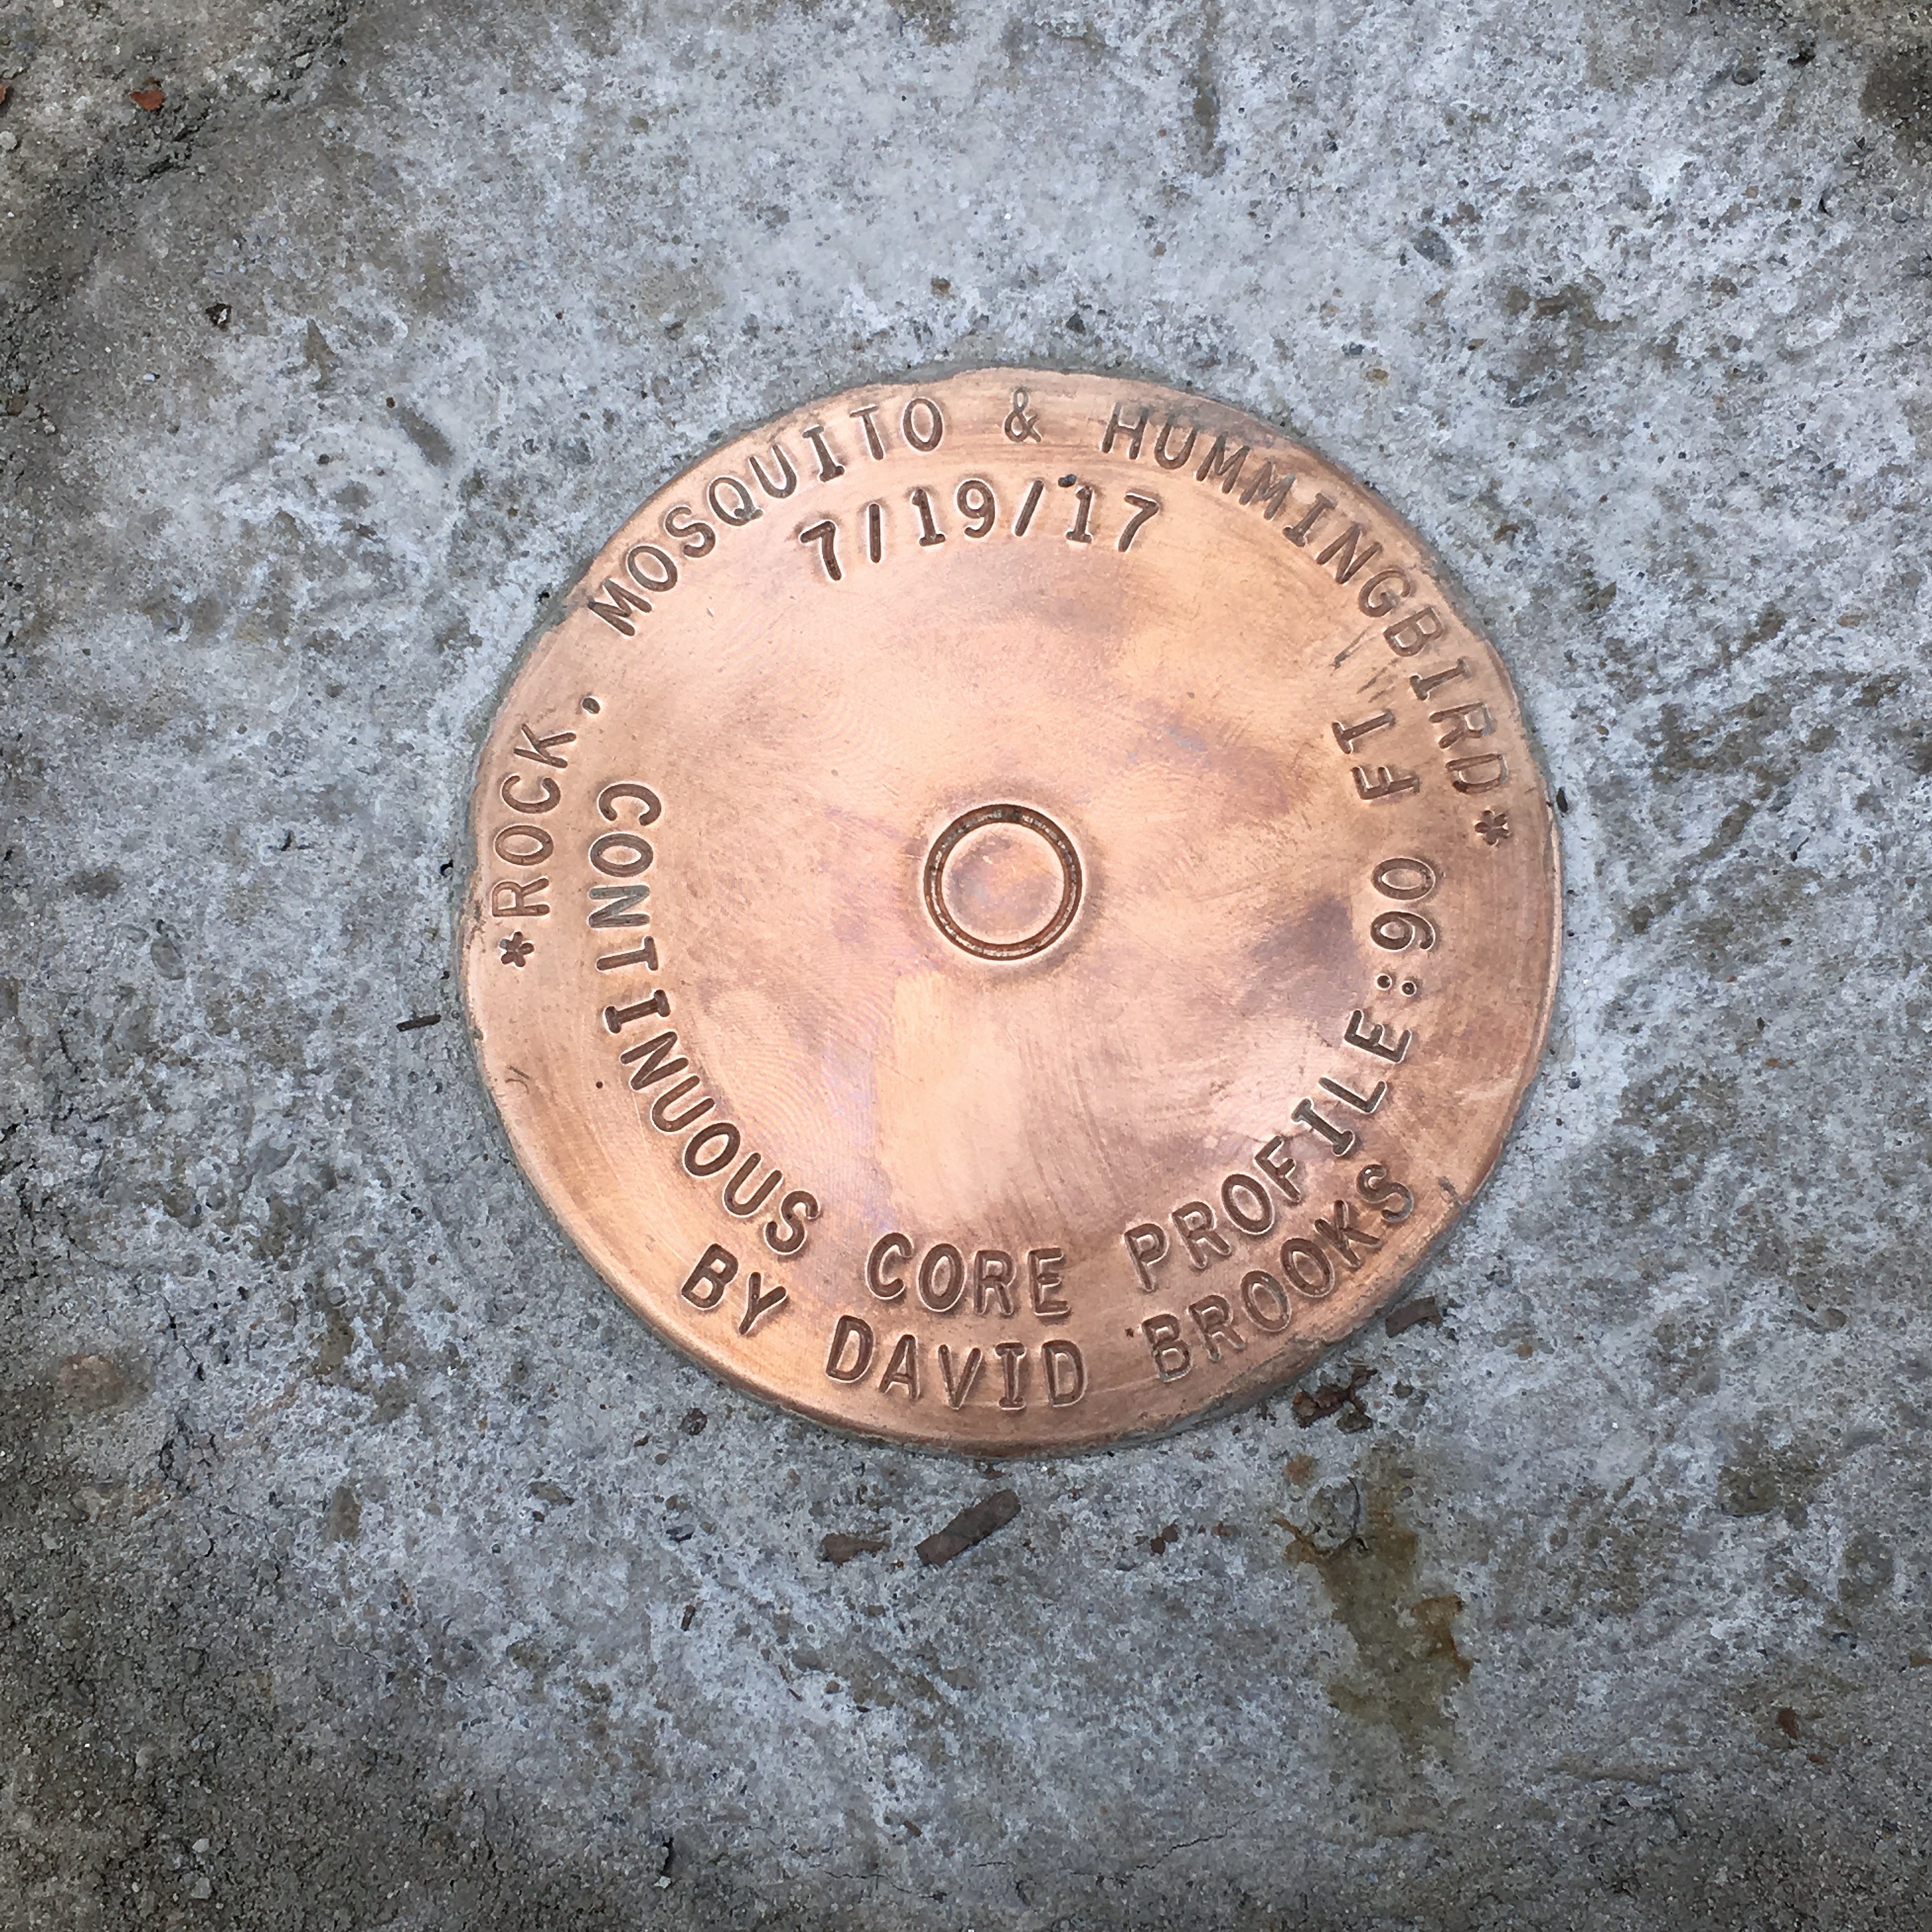 *ROCK, MOSQUITO & HUMMINGBIRD*
7/19/17
CONTINUOUS CORE PROFILE:90 FT
BY DAVID BROOKS